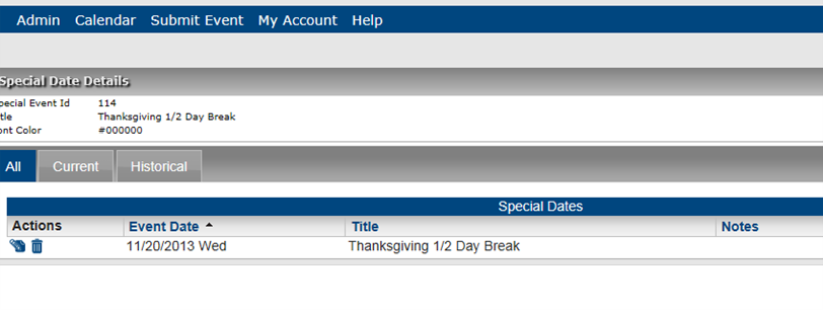 Admin Calendar Submit Event My Account Help
Special Date Details
pecial Event Id 114
tle Thanksgiving 1/2 Day Break
ont Color #000000
All Current Historical
Special Dates
Actions Event Date Title Notes
11/20/2013 Wed Thanksgiving 1/2 Day Break